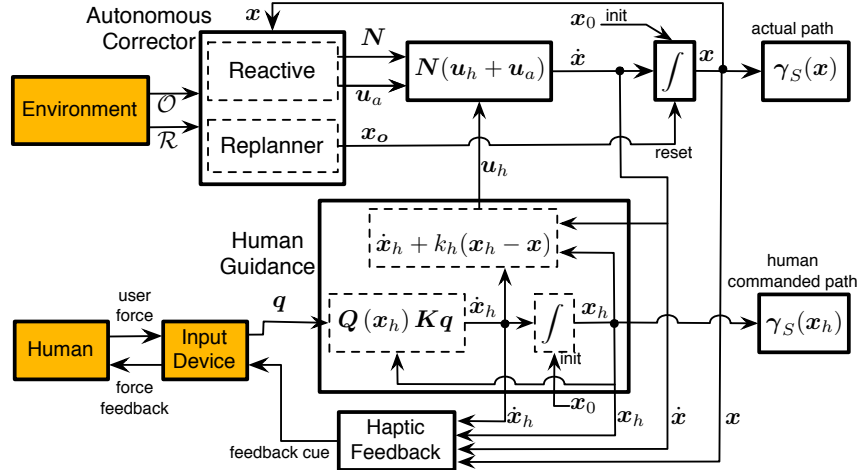 x
Autonomous
Corrector
x₀
init
actual path
Reactive
N
uₐ
N(uₕ + uₐ)
ẋ
∫
x
γ_S(x)
Environment
𝒪
ℛ
Replanner
xₒ
reset
uₕ
Human
Guidance
ẋₕ + kₕ(xₕ − x)
human
commanded path
user
force
q
Q (xₕ) Kq
ẋₕ
∫
xₕ
init
γ_S(xₕ)
Human
Input
Device
force
feedback
x₀
feedback cue
Haptic
Feedback
ẋₕ
xₕ
ẋ
x